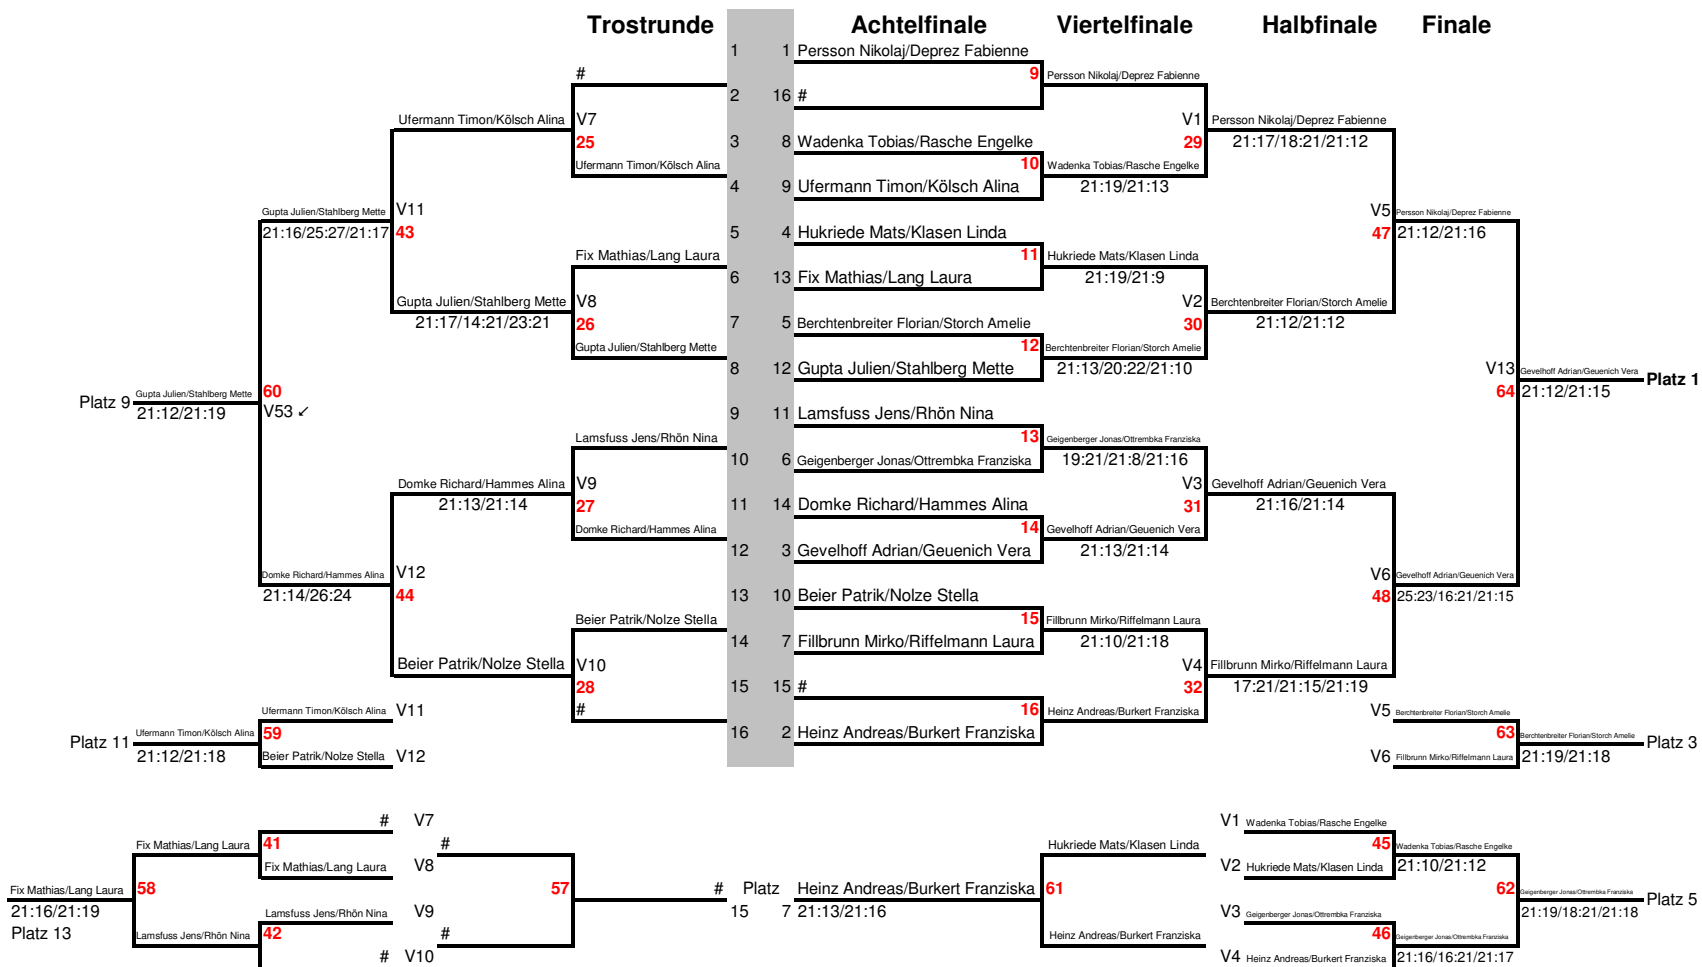 Trostrunde Achtelfinale Viertelfinale Halbfinale Finale
1 1 Persson Nikolaj/Deprez Fabienne
# 9 Persson Nikolaj/Deprez Fabienne
2 16 #
Ufermann Timon/Kölsch Alina V7 V1 Persson Nikolaj/Deprez Fabienne
25 3 8 Wadenka Tobias/Rasche Engelke 29 21:17/18:21/21:12
Ufermann Timon/Kölsch Alina 10 Wadenka Tobias/Rasche Engelke
4 9 Ufermann Timon/Kölsch Alina 21:19/21:13
Gupta Julien/Stahlberg Mette V11 V5 Persson Nikolaj/Deprez Fabienne
21:16/25:27/21:17 43 5 4 Hukriede Mats/Klasen Linda 47 21:12/21:16
Fix Mathias/Lang Laura 11 Hukriede Mats/Klasen Linda
6 13 Fix Mathias/Lang Laura 21:19/21:9
Gupta Julien/Stahlberg Mette V8 V2 Berchtenbreiter Florian/Storch Amelie
21:17/14:21/23:21 26 7 5 Berchtenbreiter Florian/Storch Amelie 30 21:12/21:12
Gupta Julien/Stahlberg Mette 12 Berchtenbreiter Florian/Storch Amelie
8 12 Gupta Julien/Stahlberg Mette 21:13/20:22/21:10
V13 Gevelhoff Adrian/Geuenich Vera Platz 1
Platz 9 Gupta Julien/Stahlberg Mette 60 64 21:12/21:15
21:12/21:19 V53 ↙ 9 11 Lamsfuss Jens/Rhön Nina
Lamsfuss Jens/Rhön Nina 13 Geigenberger Jonas/Ottrembka Franziska
10 6 Geigenberger Jonas/Ottrembka Franziska 19:21/21:8/21:16
Domke Richard/Hammes Alina V9 V3 Gevelhoff Adrian/Geuenich Vera
21:13/21:14 27 11 14 Domke Richard/Hammes Alina 31 21:16/21:14
Domke Richard/Hammes Alina 14 Gevelhoff Adrian/Geuenich Vera
12 3 Gevelhoff Adrian/Geuenich Vera 21:13/21:14
Domke Richard/Hammes Alina V12 V6 Gevelhoff Adrian/Geuenich Vera
21:14/26:24 44 13 10 Beier Patrik/Nolze Stella 48 25:23/16:21/21:15
Beier Patrik/Nolze Stella 15 Fillbrunn Mirko/Riffelmann Laura
14 7 Fillbrunn Mirko/Riffelmann Laura 21:10/21:18
Beier Patrik/Nolze Stella V10 V4 Fillbrunn Mirko/Riffelmann Laura
28 15 15 # 32 17:21/21:15/21:19
Ufermann Timon/Kölsch Alina V11 # 16 Heinz Andreas/Burkert Franziska V5 Berchtenbreiter Florian/Storch Amelie
Platz 11 Ufermann Timon/Kölsch Alina 59 16 2 Heinz Andreas/Burkert Franziska 63 Berchtenbreiter Florian/Storch Amelie Platz 3
21:12/21:18 Beier Patrik/Nolze Stella V12 V6 Fillbrunn Mirko/Riffelmann Laura 21:19/21:18
# V7 V1 Wadenka Tobias/Rasche Engelke
Fix Mathias/Lang Laura 41 # Hukriede Mats/Klasen Linda 45 Wadenka Tobias/Rasche Engelke
Fix Mathias/Lang Laura V8 V2 Hukriede Mats/Klasen Linda 21:10/21:12
Fix Mathias/Lang Laura 58 57 # Platz Heinz Andreas/Burkert Franziska 61 62 Geigenberger Jonas/Ottrembka Franziska Platz 5
21:16/21:19 Lamsfuss Jens/Rhön Nina V9 15 7 21:13/21:16 V3 Geigenberger Jonas/Ottrembka Franziska 21:19/18:21/21:18
Platz 13 Lamsfuss Jens/Rhön Nina 42 # Heinz Andreas/Burkert Franziska 46 Geigenberger Jonas/Ottrembka Franziska
# V10 V4 Heinz Andreas/Burkert Franziska 21:16/16:21/21:17